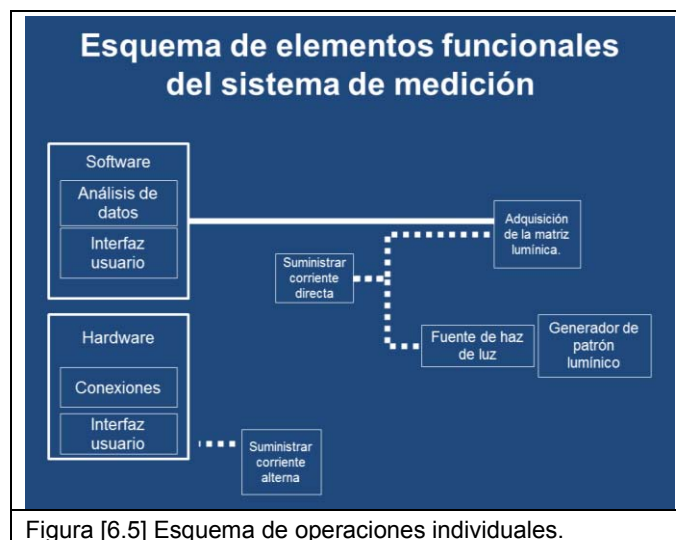 Esquema de elementos funcionales
del sistema de medición
Software
Análisis de
datos
Interfaz
usuario
Adquisición
de la matriz
lumínica.
Suministrar
corriente
directa
Hardware
Conexiones
Interfaz
usuario
Fuente de haz
de luz
Generador de
patrón
lumínico
Suministrar
corriente
alterna
Figura [6.5] Esquema de operaciones individuales.